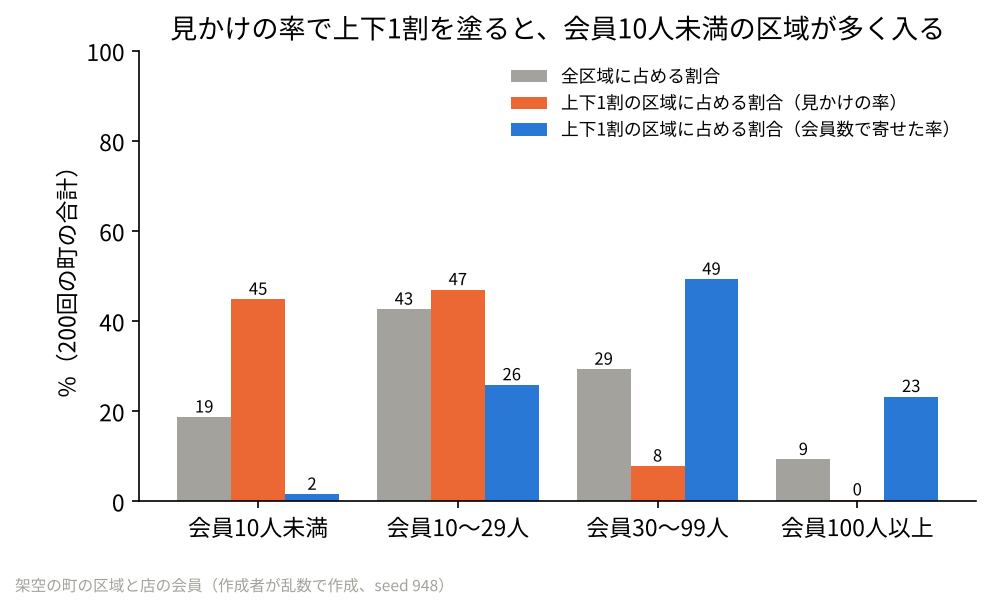 見かけの率で上下1割を塗ると、会員10人未満の区域が多く入る
全区域に占める割合
上下1割の区域に占める割合（見かけの率）
上下1割の区域に占める割合（会員数で寄せた率）
%（200回の町の合計）
100
80
60
40
20
0
19
45
2
43
47
26
29
8
49
9
0
23
会員10人未満
会員10～29人
会員30～99人
会員100人以上
架空の町の区域と店の会員（作成者が乱数で作成、seed 948）